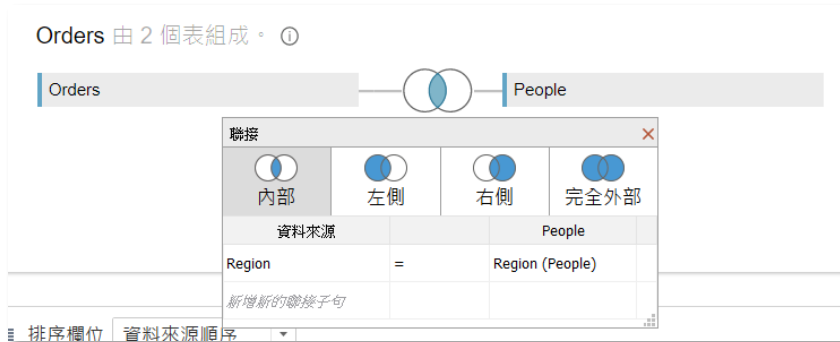 Orders 由 2 個表組成。
Orders
People
聯接
內部 左側 右側 完全外部
資料來源 People
Region = Region (People)
新增新的聯接子句
排序欄位 資料來源順序